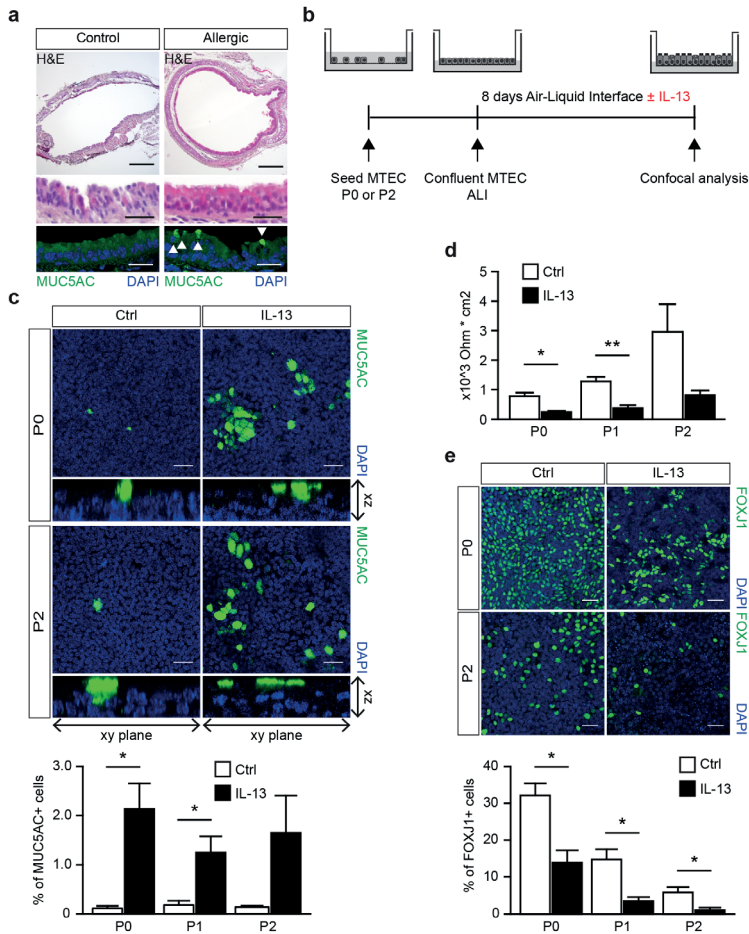 a
Control
Allergic
H&E
H&E
MUC5AC
DAPI
MUC5AC
DAPI
b
8 days Air-Liquid Interface ± IL-13
Seed MTEC
P0 or P2
Confluent MTEC
ALI
Confocal analysis
c
Ctrl
IL-13
P0
MUC5AC
DAPI
xz
P2
MUC5AC
DAPI
xz
xy plane
xy plane
% of MUC5AC+ cells
3.0
2.0
1.0
0
*
*
Ctrl
IL-13
P0
P1
P2
d
x10^3 Ohm * cm2
5
4
3
2
1
0
Ctrl
IL-13
*
**
P0
P1
P2
e
Ctrl
IL-13
P0
FOXJ1
DAPI
P2
FOXJ1
DAPI
% of FOXJ1+ cells
40
30
20
10
0
*
*
*
Ctrl
IL-13
P0
P1
P2